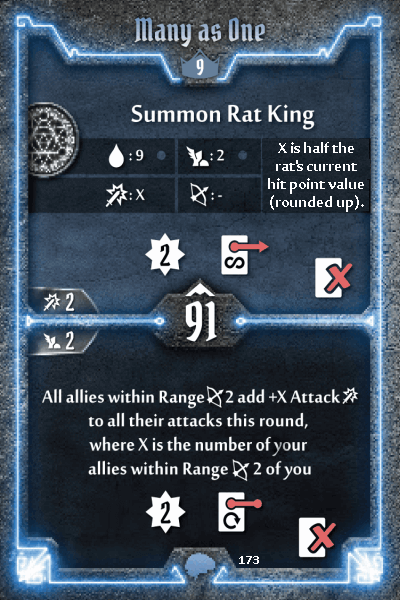 Many as One
9
Summon Rat King
: 9
: 2
X is half the
rat's current
hit point value
(rounded up).
: X
: -
2
2
91
2
All allies within Range 2 add +X Attack
to all their attacks this round,
where X is the number of your
allies within Range 2 of you
2
173